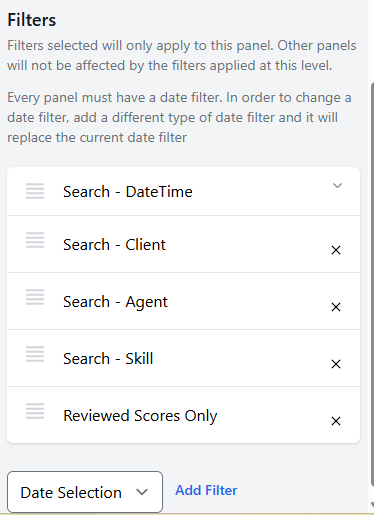 Filters
Filters selected will only apply to this panel. Other panels
will not be affected by the filters applied at this level.
Every panel must have a date filter. In order to change a
date filter, add a different type of date filter and it will
replace the current date filter
Search - DateTime
Search - Client
Search - Agent
Search - Skill
Reviewed Scores Only
Date Selection
Add Filter